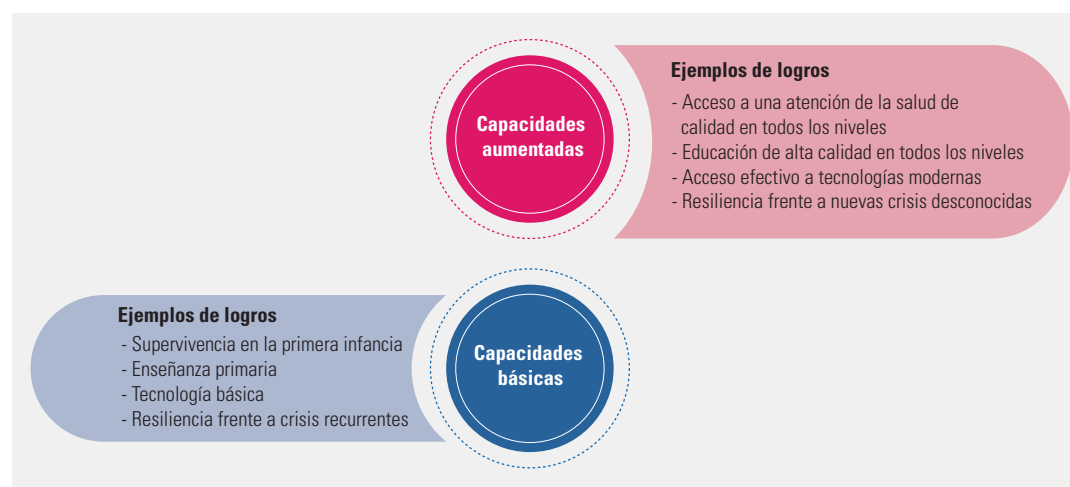 Capacidades
aumentadas
Ejemplos de logros
- Acceso a una atención de la salud de
calidad en todos los niveles
- Educación de alta calidad en todos los niveles
- Acceso efectivo a tecnologías modernas
- Resiliencia frente a nuevas crisis desconocidas
Ejemplos de logros
- Supervivencia en la primera infancia
- Enseñanza primaria
- Tecnología básica
- Resiliencia frente a crisis recurrentes
Capacidades
básicas